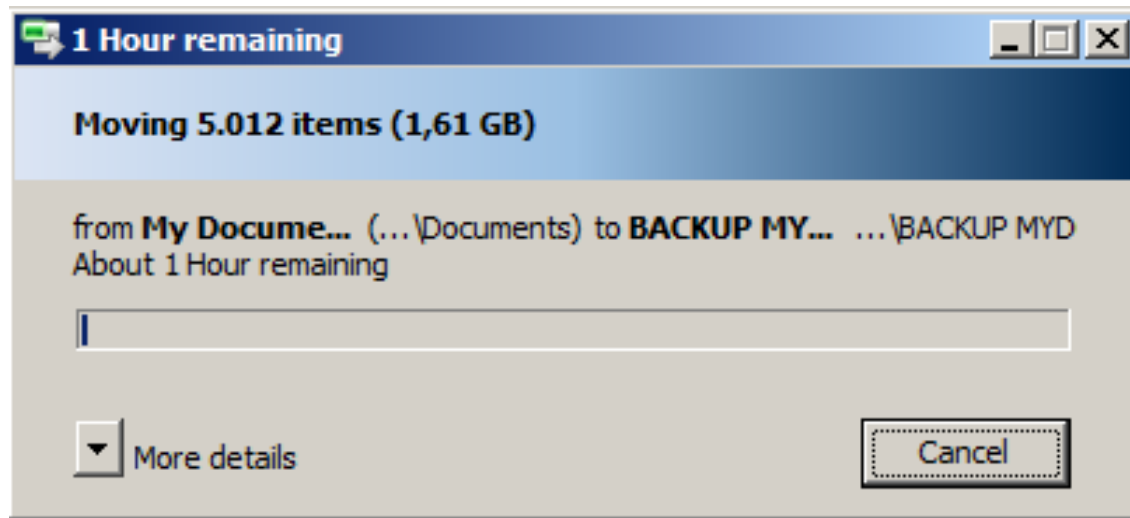 1 Hour remaining
Moving 5.012 items (1,61 GB)
from My Docume... (...\Documents) to BACKUP MY... ...\BACKUP MYD
About 1 Hour remaining
More details
Cancel